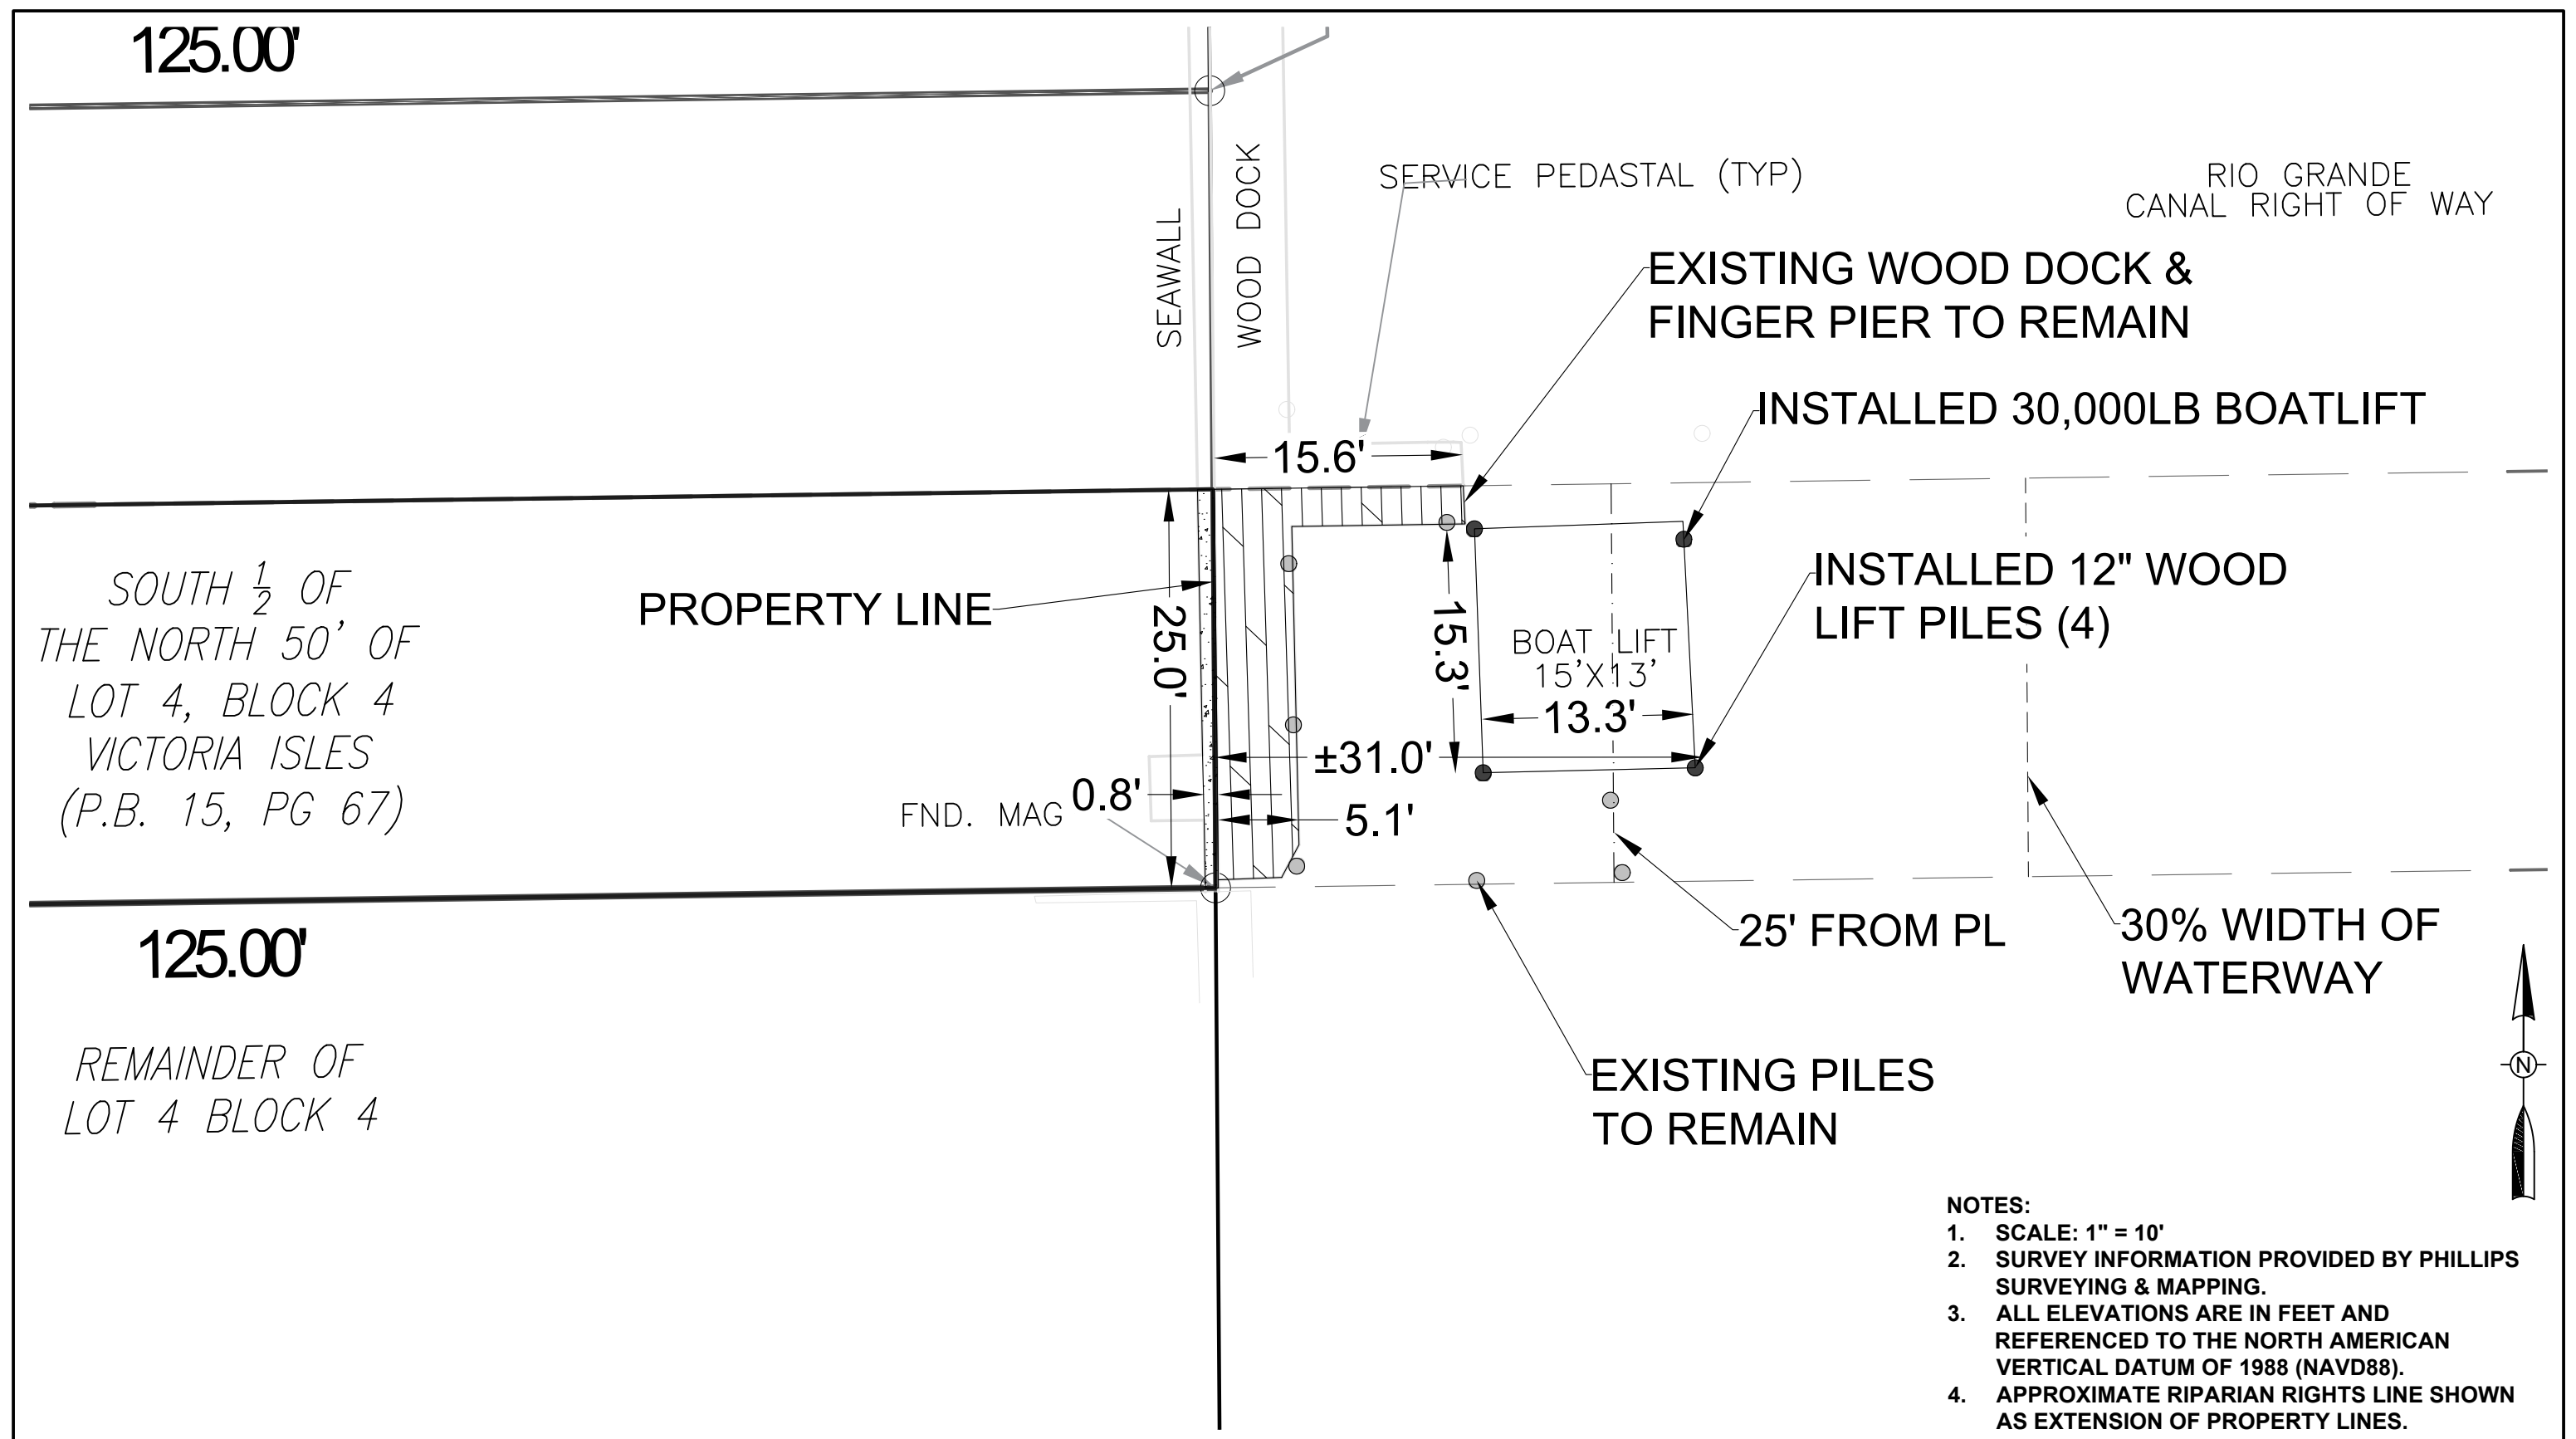 125.00'
SEAWALL
WOOD DOCK
SERVICE PEDASTAL (TYP)
RIO GRANDE
CANAL RIGHT OF WAY
EXISTING WOOD DOCK &
FINGER PIER TO REMAIN
INSTALLED 30,000LB BOATLIFT
15.6'
INSTALLED 12" WOOD
LIFT PILES (4)
SOUTH 1/2 OF
THE NORTH 50' OF
LOT 4, BLOCK 4
VICTORIA ISLES
(P.B. 15, PG 67)
PROPERTY LINE
25.0'
15.3'
BOAT LIFT
15'X13'
13.3'
±31.0'
0.8'
FND. MAG
5.1'
125.00'
25' FROM PL
30% WIDTH OF
WATERWAY
REMAINDER OF
LOT 4 BLOCK 4
EXISTING PILES
TO REMAIN
N
NOTES:
1. SCALE: 1" = 10'
2. SURVEY INFORMATION PROVIDED BY PHILLIPS
SURVEYING & MAPPING.
3. ALL ELEVATIONS ARE IN FEET AND
REFERENCED TO THE NORTH AMERICAN
VERTICAL DATUM OF 1988 (NAVD88).
4. APPROXIMATE RIPARIAN RIGHTS LINE SHOWN
AS EXTENSION OF PROPERTY LINES.